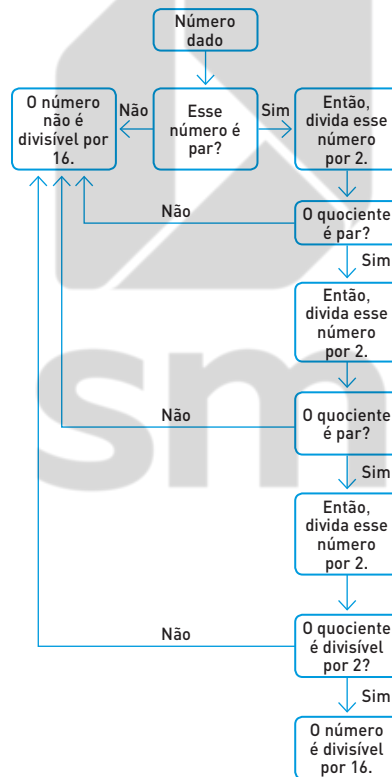 Número
dado
O número
não é
divisível por
16.
Não
Esse
número é
par?
Sim
Então,
divida esse
número
por 2.
Não
O quociente
é par?
Sim
Então,
divida esse
número
por 2.
Não
O quociente
é par?
Sim
Então,
divida esse
número
por 2.
Não
O quociente
é divisível
por 2?
Sim
O número
é divisível
por 16.
sm